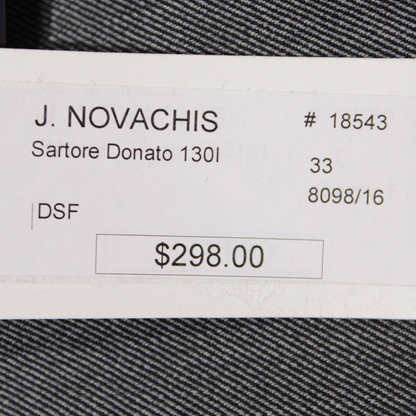 J. NOVACHIS # 18543
Sartore Donato 130I
33
8098/16
DSF
$298.00